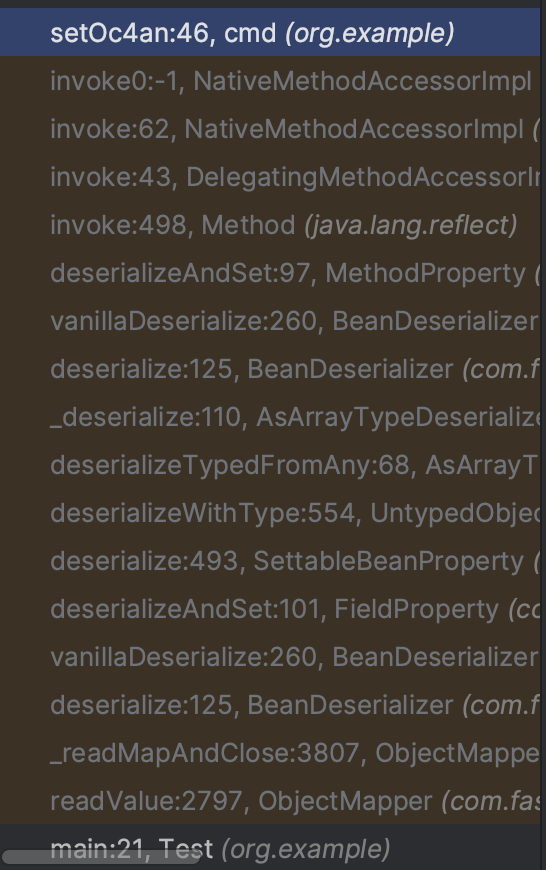 setOc4an:46, cmd (org.example)
invoke0:-1, NativeMethodAccessorImpl
invoke:62, NativeMethodAccessorImpl (
invoke:43, DelegatingMethodAccessorIr
invoke:498, Method (java.lang.reflect)
deserializeAndSet:97, MethodProperty (
vanillaDeserialize:260, BeanDeserializer
deserialize:125, BeanDeserializer (com.f
_deserialize:110, AsArrayTypeDeserialize
deserializeTypedFromAny:68, AsArrayT
deserializeWithType:554, UntypedObjec
deserialize:493, SettableBeanProperty (
deserializeAndSet:101, FieldProperty (co
vanillaDeserialize:260, BeanDeserializer
deserialize:125, BeanDeserializer (com.f
_readMapAndClose:3807, ObjectMappe
readValue:2797, ObjectMapper (com.fas
main:21, Test (org.example)